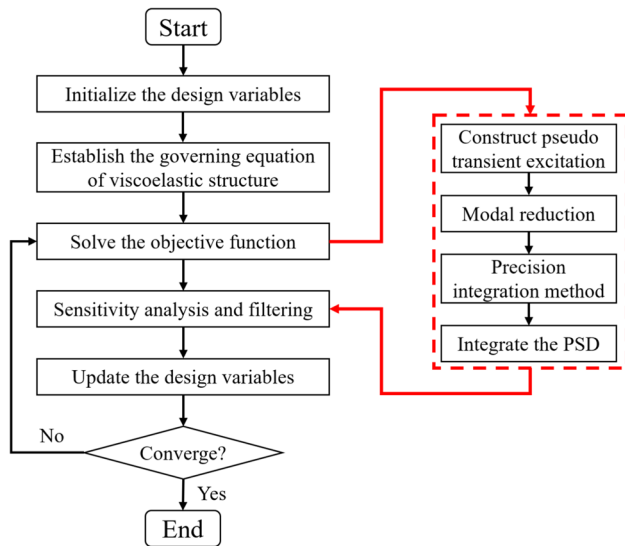 Start
Initialize the design variables
Establish the governing equation
of viscoelastic structure
Solve the objective function
Sensitivity analysis and filtering
Update the design variables
Converge?
No
Yes
End
Construct pseudo
transient excitation
Modal reduction
Precision
integration method
Integrate the PSD